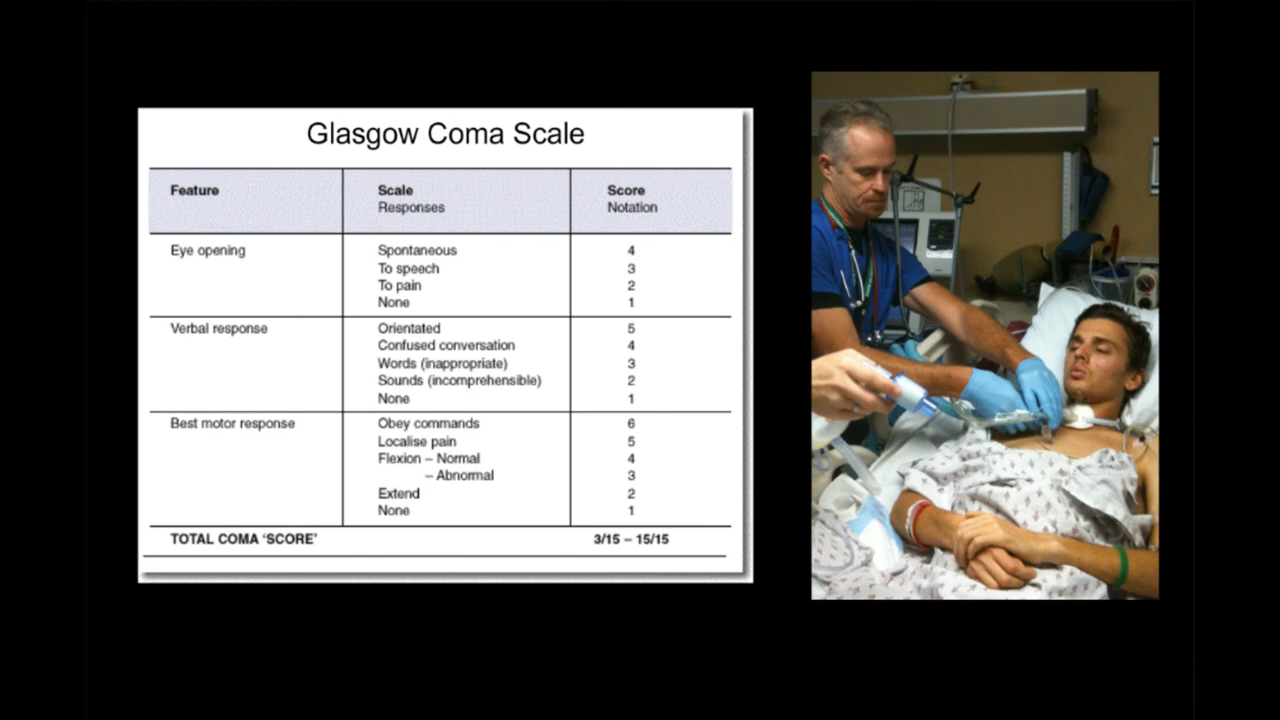 Glasgow Coma Scale
Feature Scale Score
Responses Notation
Eye opening Spontaneous 4
To speech 3
To pain 2
None 1
Verbal response Orientated 5
Confused conversation 4
Words (inappropriate) 3
Sounds (incomprehensible) 2
None 1
Best motor response Obey commands 6
Localise pain 5
Flexion – Normal 4
– Abnormal 3
Extend 2
None 1
TOTAL COMA ‘SCORE’ 3/15 – 15/15